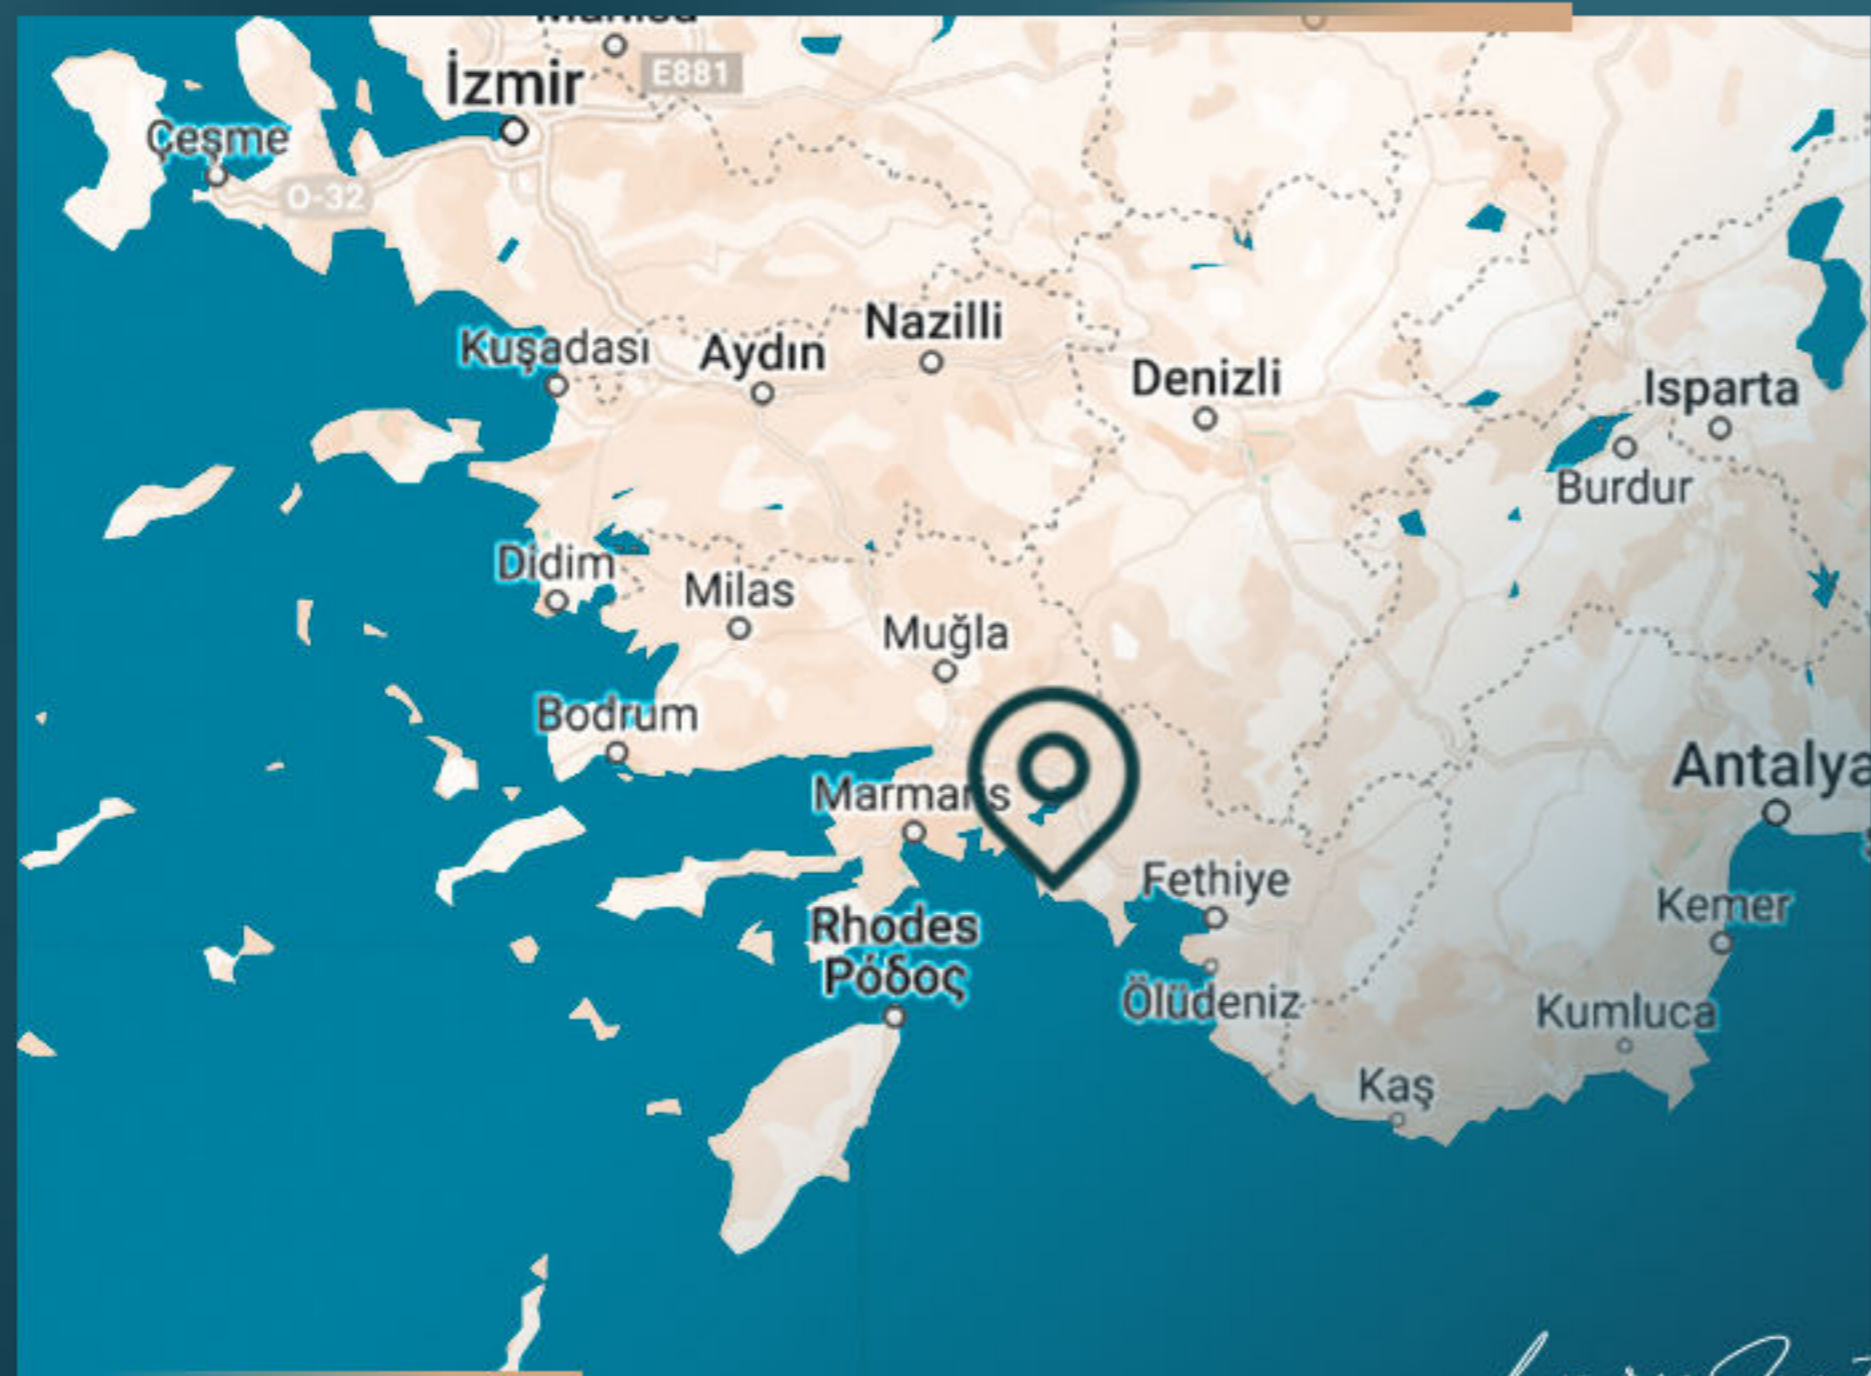 Manisa
İzmir
E881
Çeşme
O-32
Nazilli
Kuşadası
Aydın
Denizli
Isparta
Burdur
Didim
Milas
Muğla
Bodrum
Antalya
Marmaris
Fethiye
Kemer
Rhodes
Ρόδος
Ölüdeniz
Kumluca
Kaş